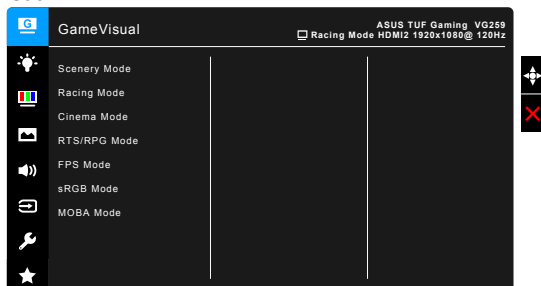 G
GameVisual
ASUS TUF Gaming VG259
Racing Mode HDMI2 1920x1080@ 120Hz
Scenery Mode
Racing Mode
Cinema Mode
RTS/RPG Mode
FPS Mode
sRGB Mode
MOBA Mode